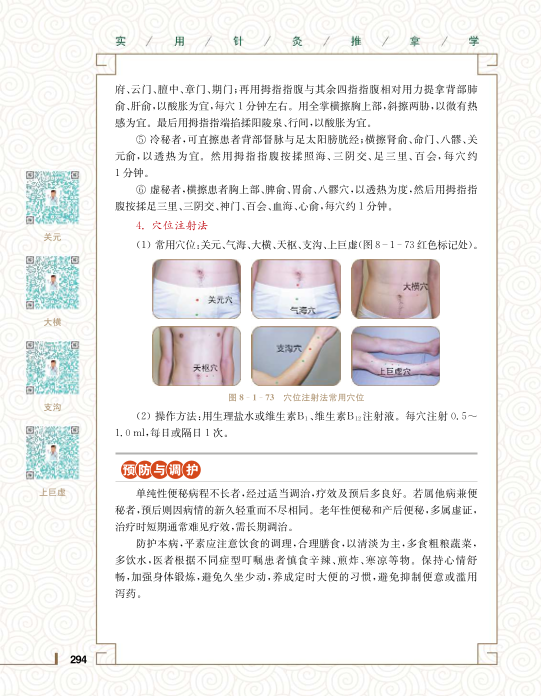 实 / 用 / 针 / 灸 / 推 / 拿 / 学
府、云门、膻中、章门、期门;再用拇指指腹与其余四指指腹相对用力提拿背部肺
俞、肝俞,以酸胀为宜,每穴 1 分钟左右。用全掌横擦胸上部,斜擦两胁,以微有热
感为宜。最后用拇指指端掐揉阳陵泉、行间,以酸胀为宜。
⑤ 冷秘者,可直擦患者背部督脉与足太阳膀胱经;横擦肾俞、命门、八髎、关
元俞,以透热为宜。然用拇指指腹按揉照海、三阴交、足三里、百会,每穴约
1 分钟。
⑥ 虚秘者,横擦患者胸上部、脾俞、胃俞、八髎穴,以透热为度,然后用拇指指
腹按揉足三里、三阴交、神门、百会、血海、心俞,每穴约 1 分钟。
4. 穴位注射法
(1) 常用穴位:关元、气海、大横、天枢、支沟、上巨虚(图 8-1-73 红色标记处)。
关元穴
气海穴
大横穴
天枢穴
支沟穴
上巨虚穴
图 8-1-73 穴位注射法常用穴位
(2) 操作方法:用生理盐水或维生素B₁、维生素B₁₂注射液。每穴注射 0.5～
1.0 ml,每日或隔日 1 次。
预防与调护
单纯性便秘病程不长者,经过适当调治,疗效及预后多良好。若属他病兼便
秘者,预后则因病情的新久轻重而不尽相同。老年性便秘和产后便秘,多属虚证,
治疗时短期通常难见疗效,需长期调治。
防护本病,平素应注意饮食的调理,合理膳食,以清淡为主,多食粗粮蔬菜,
多饮水,医者根据不同症型叮嘱患者慎食辛辣、煎炸、寒凉等物。保持心情舒
畅,加强身体锻炼,避免久坐少动,养成定时大便的习惯,避免抑制便意或滥用
泻药。
关元
大横
支沟
上巨虚
294